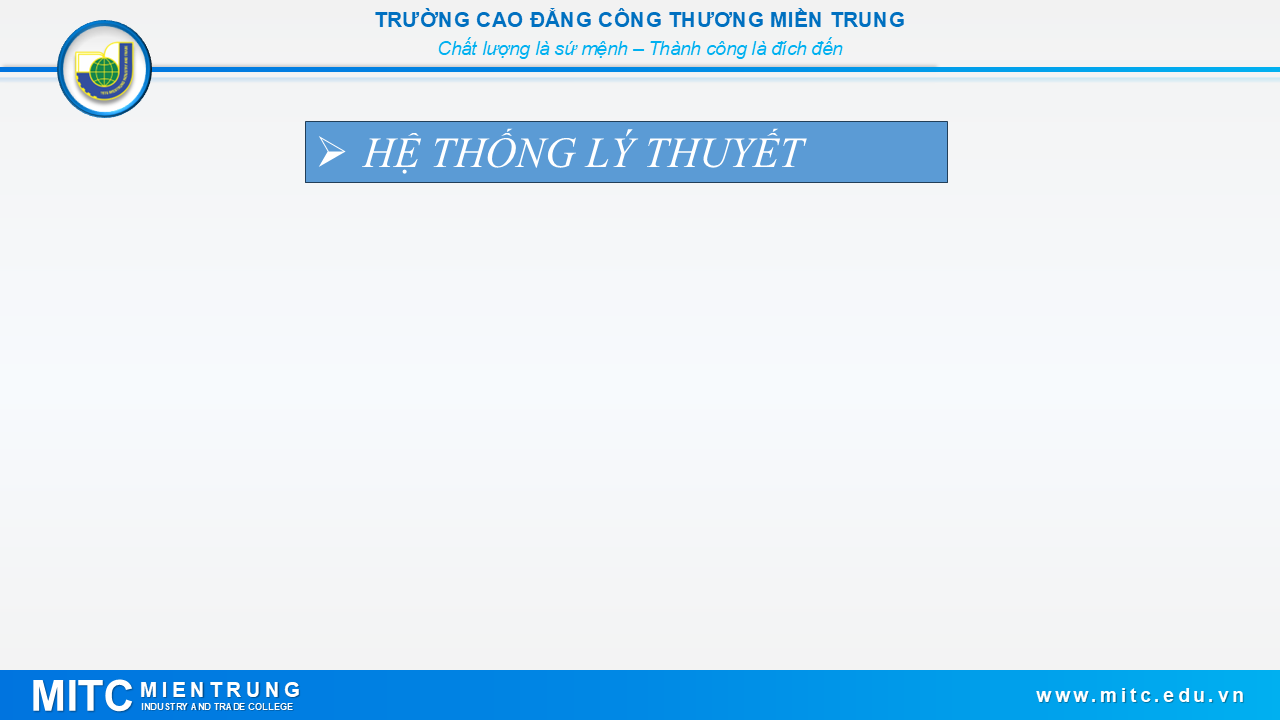 TRƯỜNG CAO ĐẲNG CÔNG THƯƠNG MIỀN TRUNG
Chất lượng là sứ mệnh – Thành công là đích đến
➢ HỆ THỐNG LÝ THUYẾT
MITC MIENTRUNG
INDUSTRY AND TRADE COLLEGE
www.mitc.edu.vn